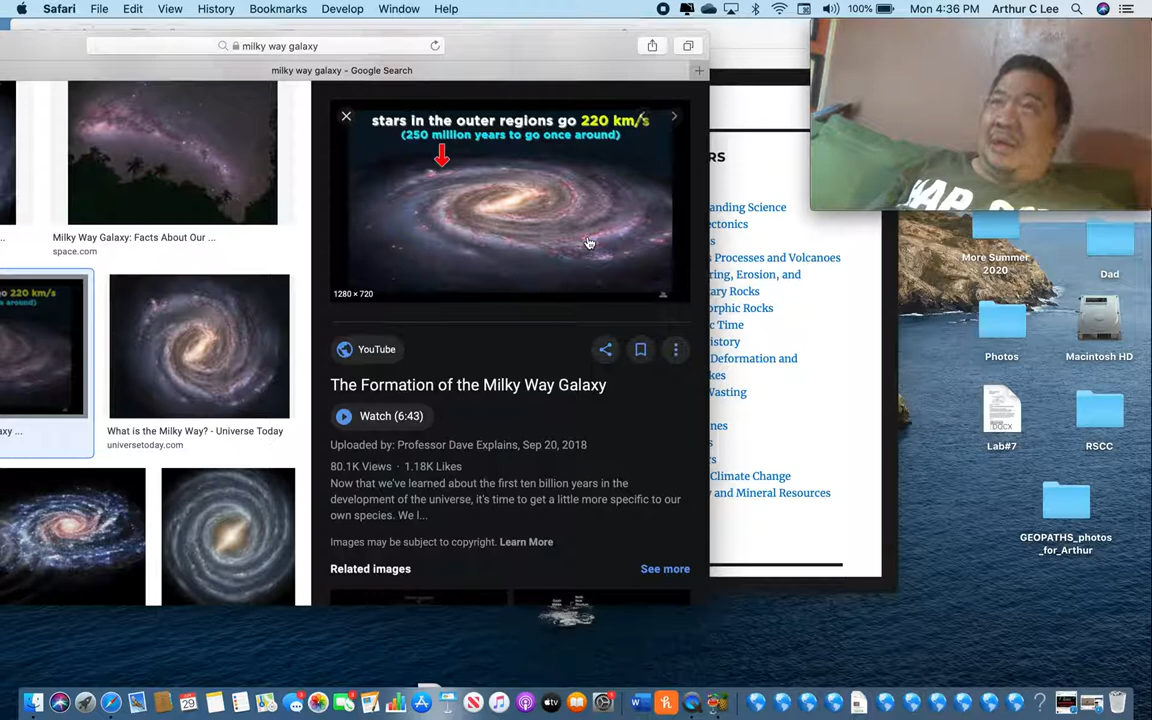 Safari File Edit View History Bookmarks Develop Window Help 100% Mon 4:36 PM Arthur C Lee
milky way galaxy
milky way galaxy - Google Search
stars in the outer regions go 220 km/s
(250 million years to go once around)
1280 × 720
Milky Way Galaxy: Facts About Our ...
space.com
go 220 km/s
axy ...
What is the Milky Way? - Universe Today
universetoday.com
YouTube
The Formation of the Milky Way Galaxy
Watch (6:43)
Uploaded by: Professor Dave Explains, Sep 20, 2018
80.1K Views · 1.18K Likes
Now that we've learned about the first ten billion years in the
development of the universe, it's time to get a little more specific to our
own species. We l...
Images may be subject to copyright. Learn More
Related images See more
RS
anding Science
ectonics
s
Processes and Volcanoes
ring, Erosion, and
tary Rocks
orphic Rocks
c Time
istory
Deformation and
kes
Wasting
nes
s
Climate Change
y and Mineral Resources
More Summer
2020
Dad
Photos
Macintosh HD
DOCX
Lab#7
RSCC
GEOPATHS_photos
_for_Arthur